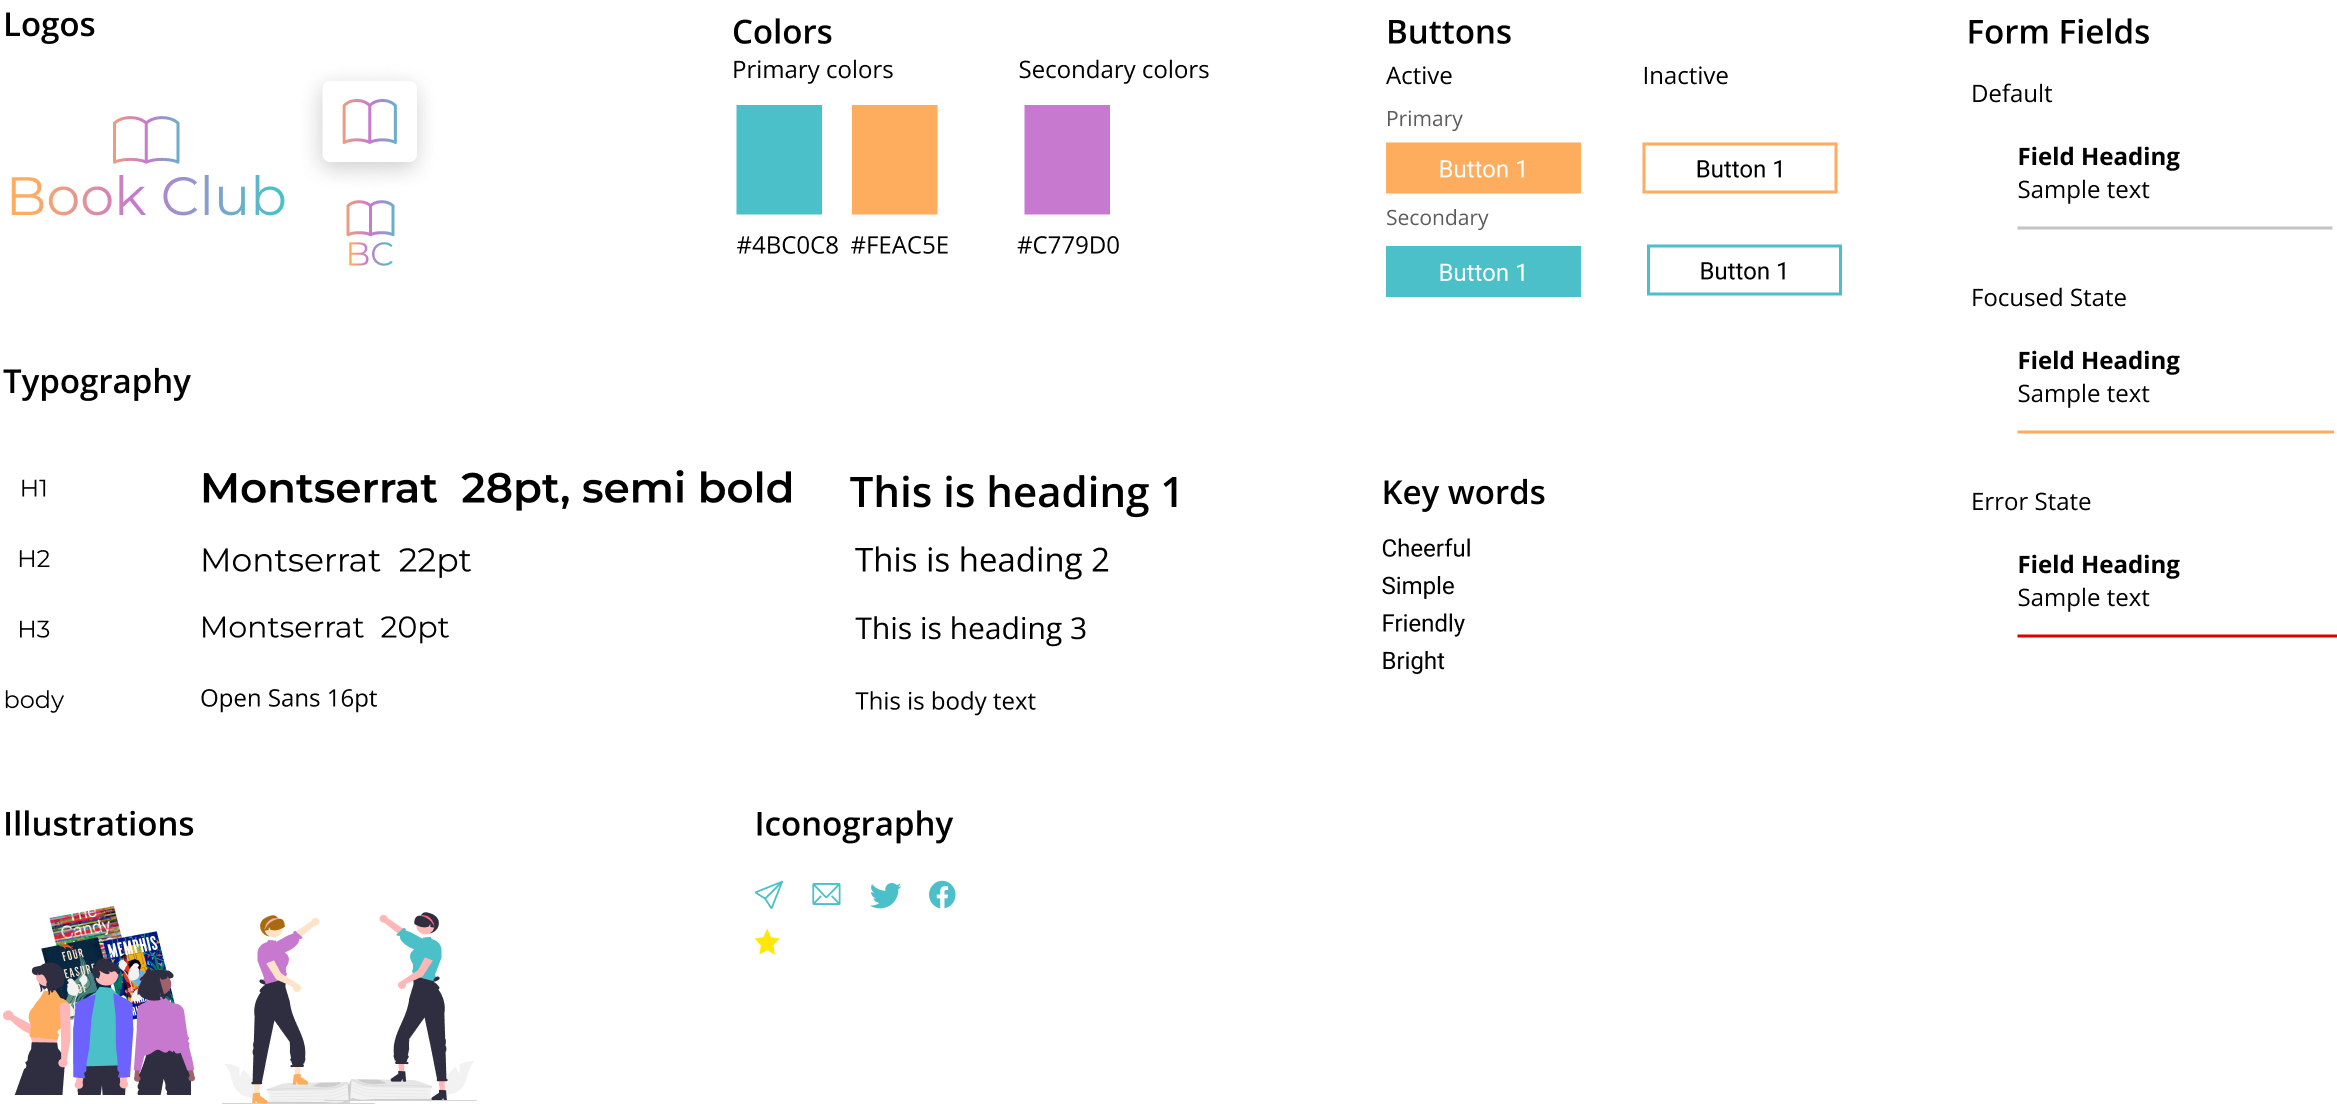 Logos
Book Club
BC
Colors
Primary colors
Secondary colors
#4BC0C8
#FEAC5E
#C779D0
Buttons
Active
Inactive
Primary
Button 1
Button 1
Secondary
Button 1
Button 1
Form Fields
Default
Field Heading
Sample text
Focused State
Field Heading
Sample text
Error State
Field Heading
Sample text
Typography
H1
Montserrat 28pt, semi bold
This is heading 1
H2
Montserrat 22pt
This is heading 2
H3
Montserrat 20pt
This is heading 3
body
Open Sans 16pt
This is body text
Key words
Cheerful
Simple
Friendly
Bright
Illustrations
The
Candy
FOUR
MEMPHIS
Iconography